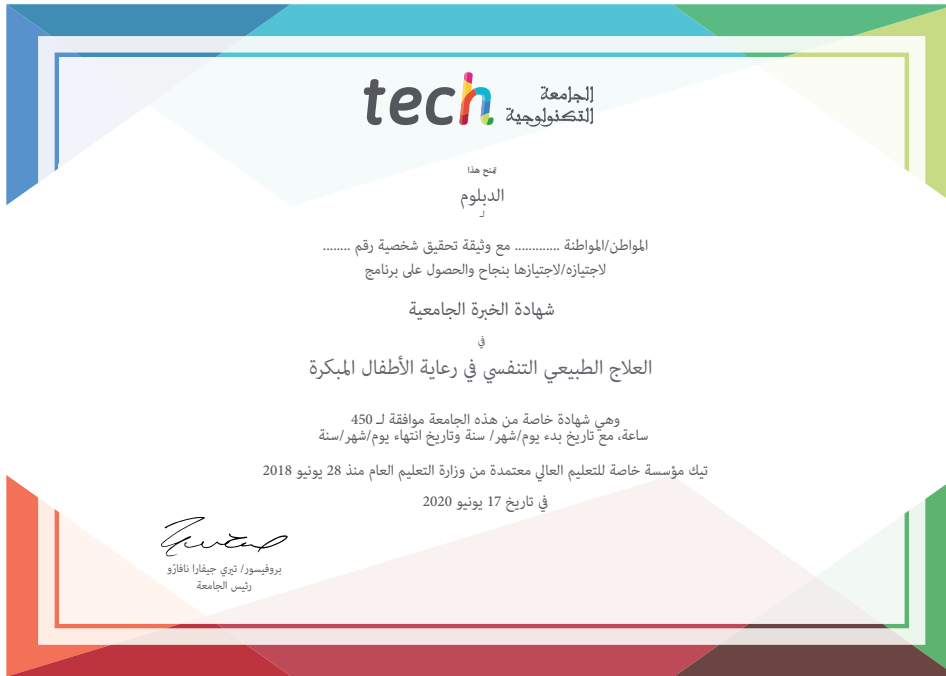 tech الجامعة
التكنولوجية
تمنح هذا
الدبلوم
لـ
المواطن/المواطنة ............. مع وثيقة تحقيق شخصية رقم ........
لاجتيازه/لاجتيازها بنجاح والحصول على برنامج
شهادة الخبرة الجامعية
في
العلاج الطبيعي التنفسي في رعاية الأطفال المبكرة
وهي شهادة خاصة من هذه الجامعة موافقة لـ 450
ساعة، مع تاريخ بدء يوم/شهر/ سنة وتاريخ انتهاء يوم/شهر/سنة
تيك مؤسسة خاصة للتعليم العالي معتمدة من وزارة التعليم العام منذ 28 يونيو 2018
في تاريخ 17 يونيو 2020
بروفيسور/ تيري جيفارا نافارّو
رئيس الجامعة